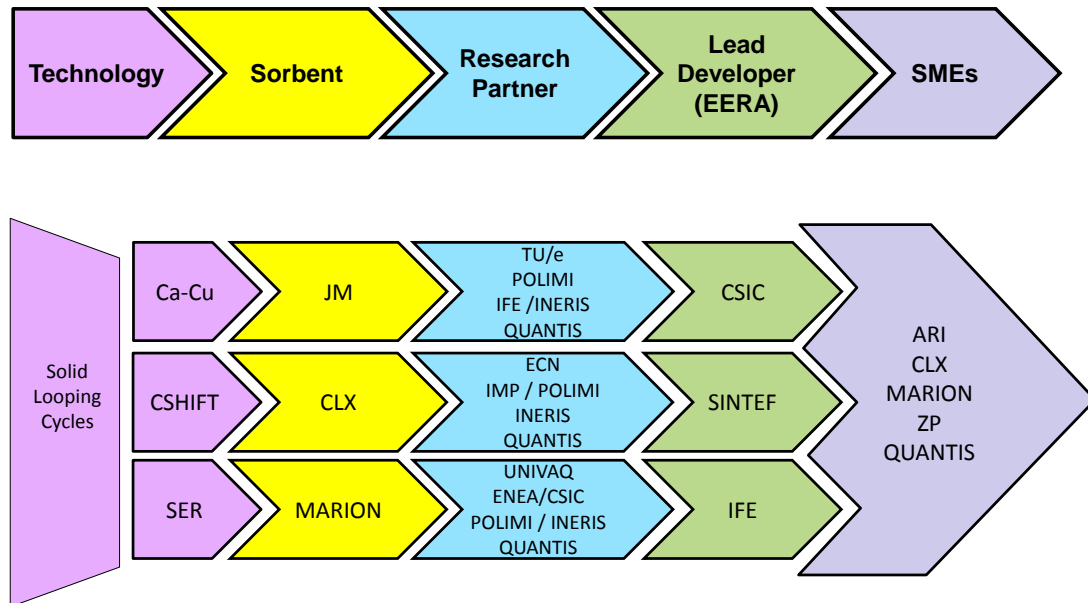 Technology
Sorbent
Research
Partner
Lead
Developer
(EERA)
SMEs
Solid
Looping
Cycles
Ca-Cu
JM
TU/e
POLIMI
IFE /INERIS
QUANTIS
CSIC
CSHIFT
CLX
ECN
IMP / POLIMI
INERIS
QUANTIS
SINTEF
SER
MARION
UNIVAQ
ENEA/CSIC
POLIMI / INERIS
QUANTIS
IFE
ARI
CLX
MARION
ZP
QUANTIS